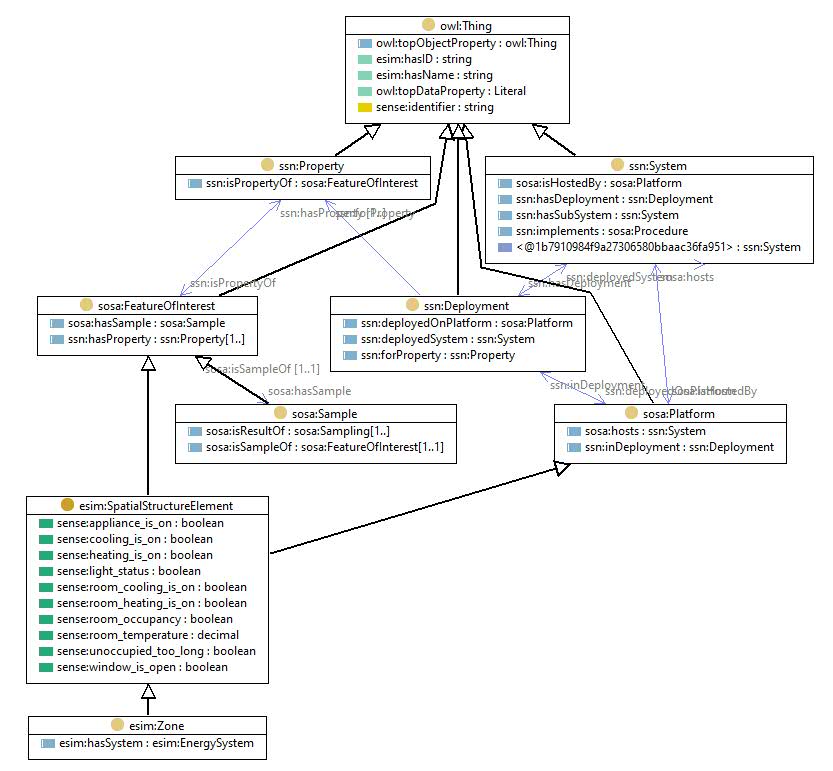 owl:Thing
owl:topObjectProperty : owl:Thing
esim:hasID : string
esim:hasName : string
owl:topDataProperty : Literal
sense:identifier : string
ssn:Property
ssn:isPropertyOf : sosa:FeatureOfInterest
ssn:System
sosa:isHostedBy : sosa:Platform
ssn:hasDeployment : ssn:Deployment
ssn:hasSubSystem : ssn:System
ssn:implements : sosa:Procedure
<@1b7910984f9a27306580bbaac36fa951> : ssn:System
ssn:hasProperty [1..]
ssn:forProperty
ssn:isPropertyOf
ssn:hasDeployment
ssn:deployedSystem
sosa:hosts
sosa:FeatureOfInterest
sosa:hasSample : sosa:Sample
ssn:hasProperty : ssn:Property[1..]
ssn:Deployment
ssn:deployedOnPlatform : sosa:Platform
ssn:deployedSystem : ssn:System
ssn:forProperty : ssn:Property
sosa:isSampleOf [1..1]
sosa:hasSample
ssn:inDeployment
ssn:deployedOnPlatform
sosa:isHostedBy
sosa:Sample
sosa:isResultOf : sosa:Sampling[1..]
sosa:isSampleOf : sosa:FeatureOfInterest[1..1]
sosa:Platform
sosa:hosts : ssn:System
ssn:inDeployment : ssn:Deployment
esim:SpatialStructureElement
sense:appliance_is_on : boolean
sense:cooling_is_on : boolean
sense:heating_is_on : boolean
sense:light_status : boolean
sense:room_cooling_is_on : boolean
sense:room_heating_is_on : boolean
sense:room_occupancy : boolean
sense:room_temperature : decimal
sense:unoccupied_too_long : boolean
sense:window_is_open : boolean
esim:Zone
esim:hasSystem : esim:EnergySystem